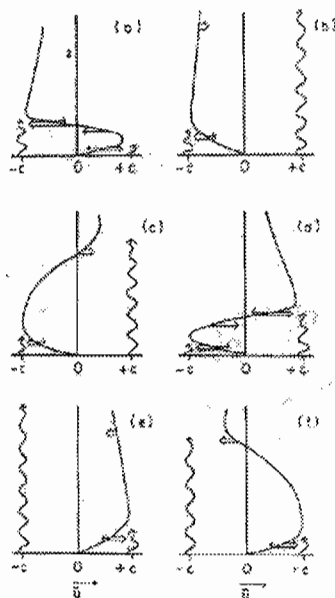 z (a) (b)
-c 0 +c -c 0 +c
(c) (d)
-c 0 +c -c 0 +c
(e) (f)
-c 0 +c -c 0 +c
ū ū